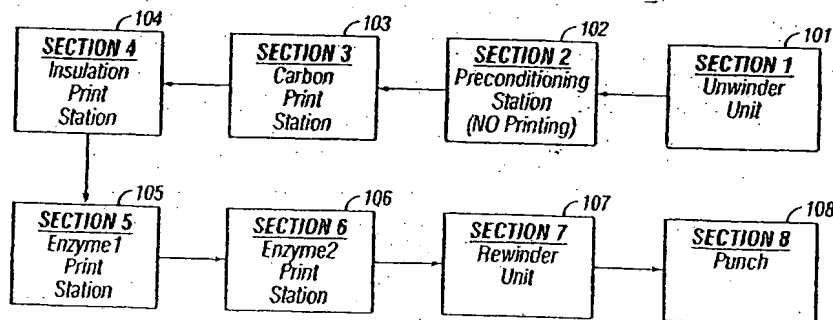 104
SECTION 4
Insulation
Print
Station
103
SECTION 3
Carbon
Print
Station
102
SECTION 2
Preconditioning
Station
(NO Printing)
101
SECTION 1
Unwinder
Unit
105
SECTION 5
Enzyme1
Print
Station
106
SECTION 6
Enzyme2
Print
Station
107
SECTION 7
Rewinder
Unit
108
SECTION 8
Punch